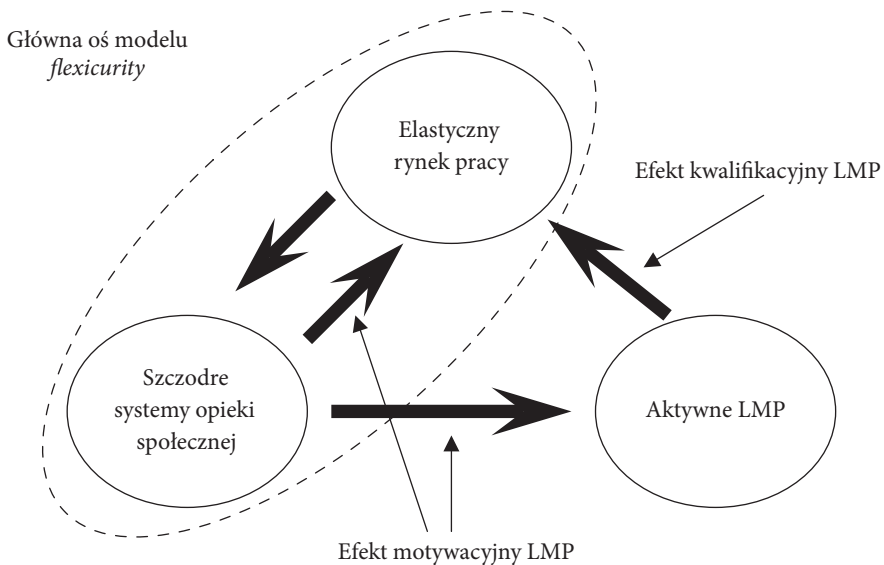 Główna oś modelu
flexicurity
Elastyczny
rynek pracy
Efekt kwalifikacyjny LMP
Szczodre
systemy opieki
społecznej
Aktywne LMP
Efekt motywacyjny LMP